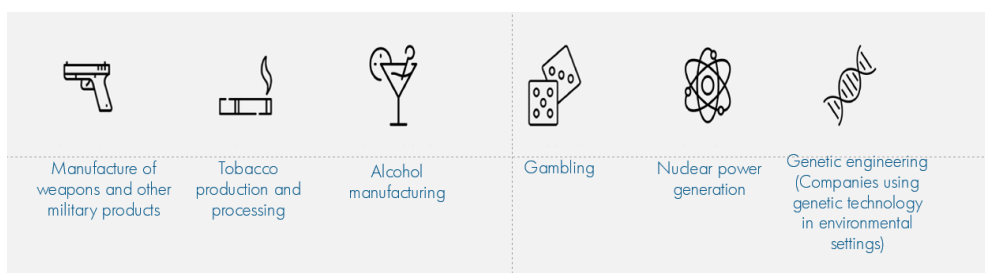 Manufacture of
weapons and other
military products
Tobacco
production and
processing
Alcohol
manufacturing
Gambling
Nuclear power
generation
Genetic engineering
(Companies using
genetic technology
in environmental
settings)